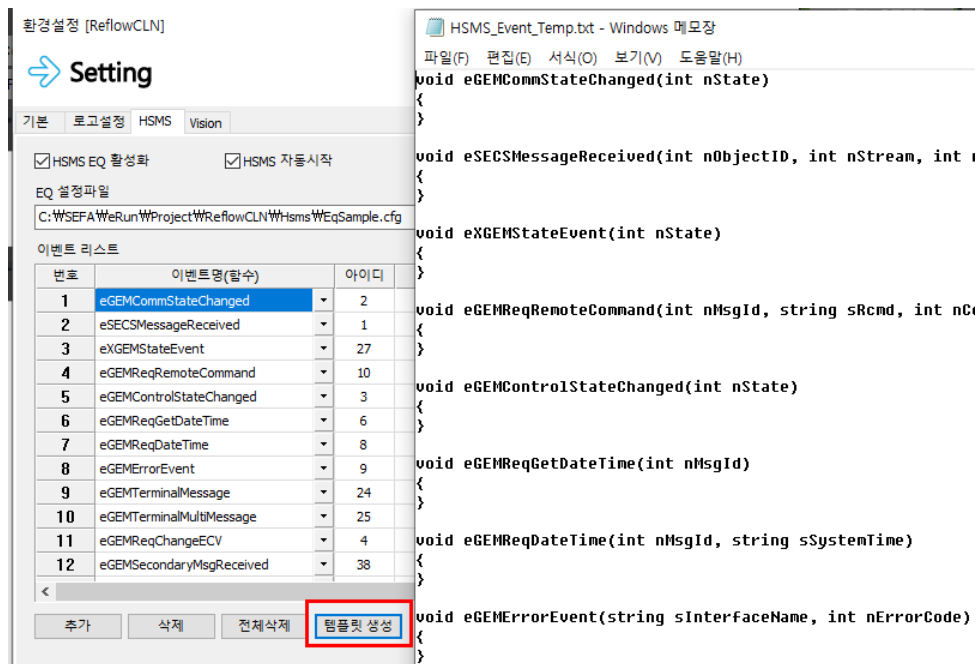 환경설정 [ReflowCLN]
Setting
기본 로고설정 HSMS Vision
HSMS EQ 활성화 HSMS 자동시작
EQ 설정파일
C:₩SEFA₩eRun₩Project₩ReflowCLN₩Hsms₩EqSample.cfg
이벤트 리스트
번호 이벤트명(함수) 아이디
1 eGEMCommStateChanged 2
2 eSECSMessageReceived 1
3 eXGEMStateEvent 27
4 eGEMReqRemoteCommand 10
5 eGEMControlStateChanged 3
6 eGEMReqGetDateTime 6
7 eGEMReqDateTime 8
8 eGEMErrorEvent 9
9 eGEMTerminalMessage 24
10 eGEMTerminalMultiMessage 25
11 eGEMReqChangeECV 4
12 eGEMSecondaryMsgReceived 38
추가 삭제 전체삭제 템플릿 생성
HSMS_Event_Temp.txt - Windows 메모장
파일(F) 편집(E) 서식(O) 보기(V) 도움말(H)
void eGEMCommStateChanged(int nState)
{
}
void eSECSMessageReceived(int nObjectID, int nStream, int
{
}
void eXGEMStateEvent(int nState)
{
}
void eGEMReqRemoteCommand(int nMsgId, string sRcmd, int
{
}
void eGEMControlStateChanged(int nState)
{
}
void eGEMReqGetDateTime(int nMsgId)
{
}
void eGEMReqDateTime(int nMsgId, string sSystemTime)
{
}
void eGEMErrorEvent(string sInterfaceName, int nErrorCode)
{
}